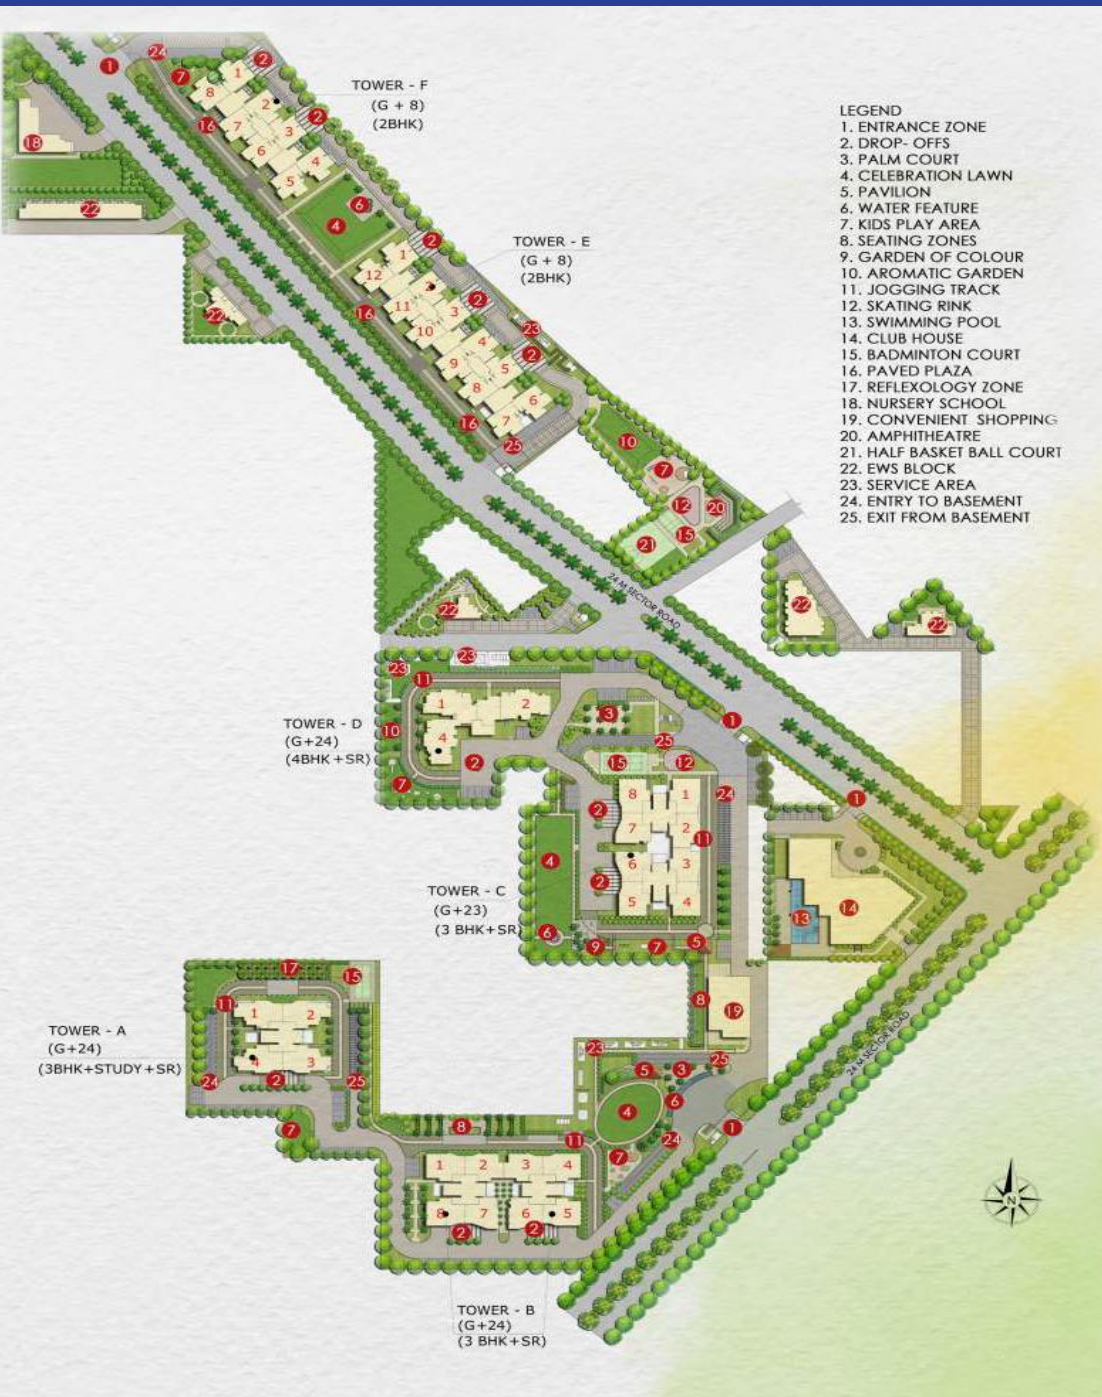 TOWER - F
(G + 8)
(2BHK)
TOWER - E
(G + 8)
(2BHK)
LEGEND
1. ENTRANCE ZONE
2. DROP- OFFS
3. PALM COURT
4. CELEBRATION LAWN
5. PAVILION
6. WATER FEATURE
7. KIDS PLAY AREA
8. SEATING ZONES
9. GARDEN OF COLOUR
10. AROMATIC GARDEN
11. JOGGING TRACK
12. SKATING RINK
13. SWIMMING POOL
14. CLUB HOUSE
15. BADMINTON COURT
16. PAVED PLAZA
17. REFLEXOLOGY ZONE
18. NURSERY SCHOOL
19. CONVENIENT SHOPPING
20. AMPHITHEATRE
21. HALF BASKET BALL COURT
22. EWS BLOCK
23. SERVICE AREA
24. ENTRY TO BASEMENT
25. EXIT FROM BASEMENT
24 M SECTOR ROAD
TOWER - D
(G+24)
(4BHK+SR)
TOWER - C
(G+23)
(3 BHK+SR)
TOWER - A
(G+24)
(3BHK+STUDY+SR)
24 M SECTOR ROAD
TOWER - B
(G+24)
(3 BHK+SR)
N